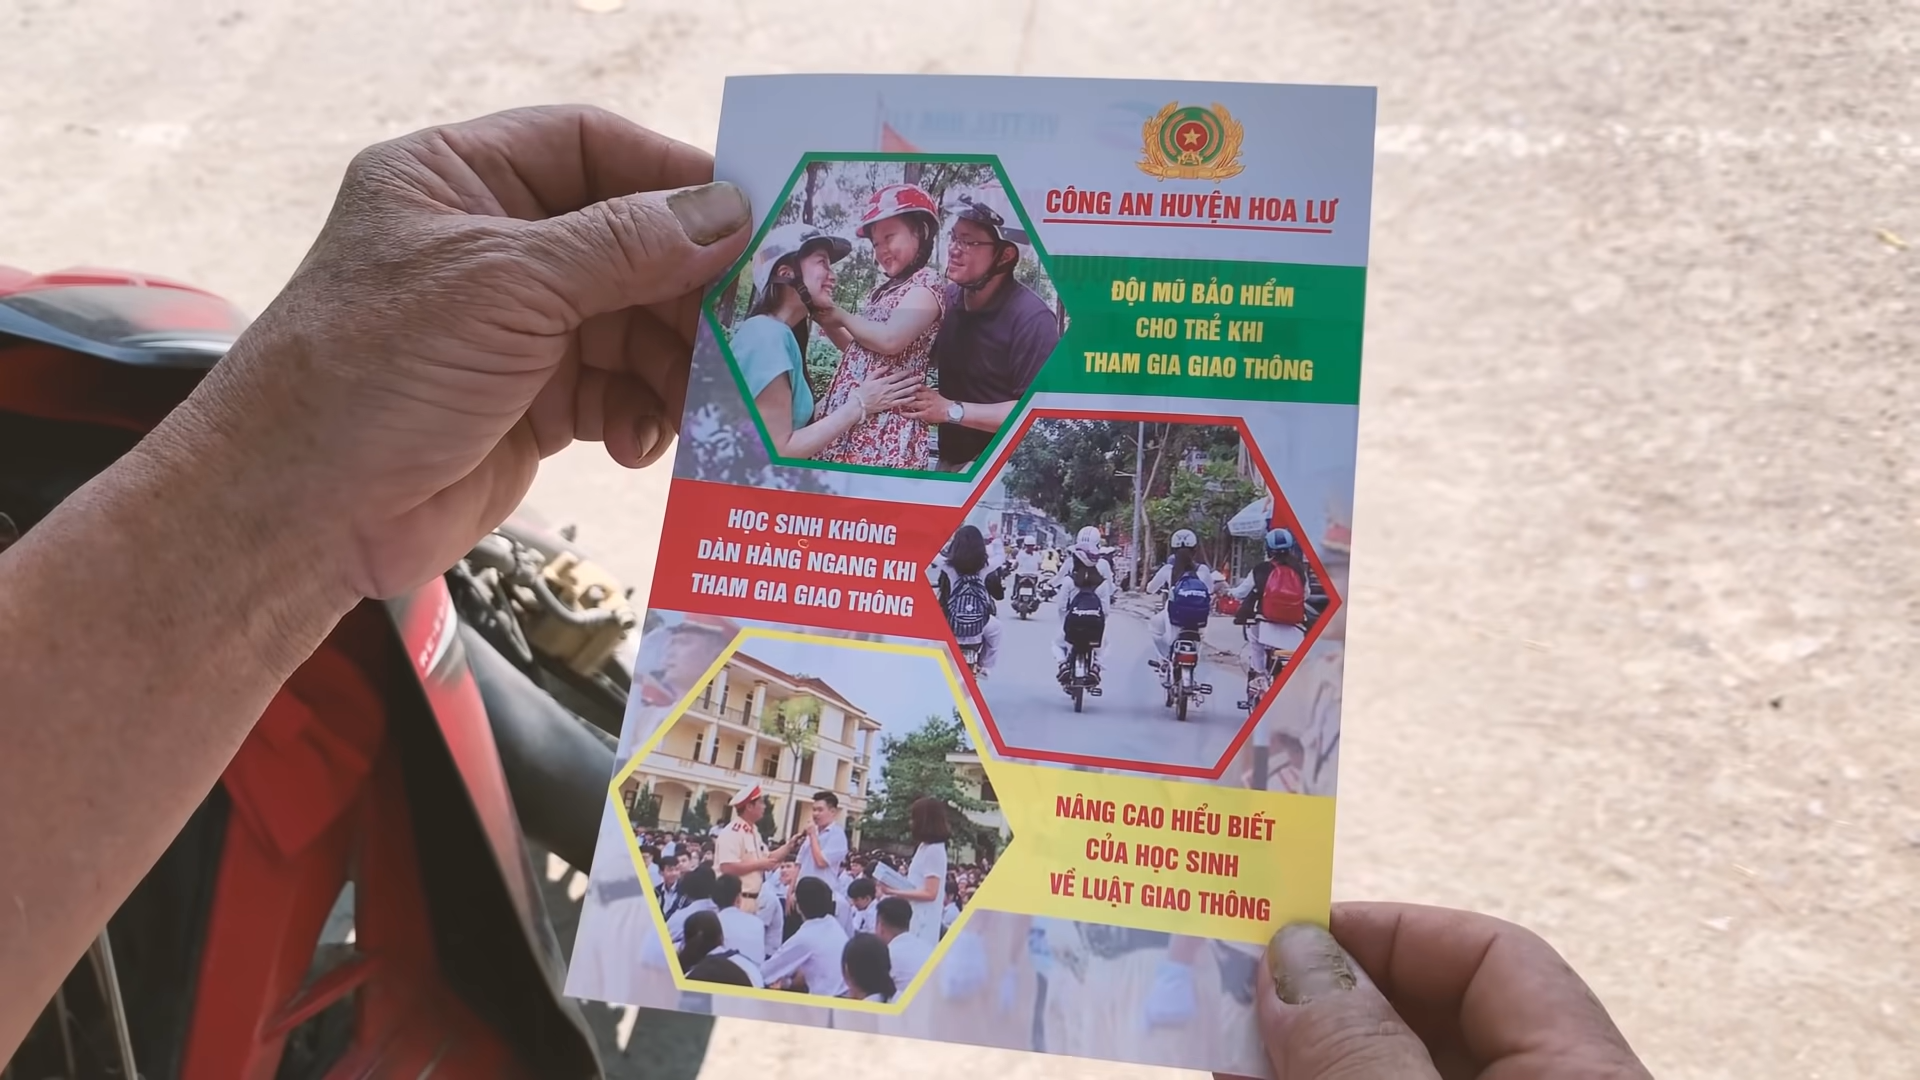 CÔNG AN HUYỆN HOA LƯ
ĐỘI MŨ BẢO HIỂM
CHO TRẺ KHI
THAM GIA GIAO THÔNG
HỌC SINH KHÔNG
DÀN HÀNG NGANG KHI
THAM GIA GIAO THÔNG
NÂNG CAO HIỂU BIẾT
CỦA HỌC SINH
VỀ LUẬT GIAO THÔNG